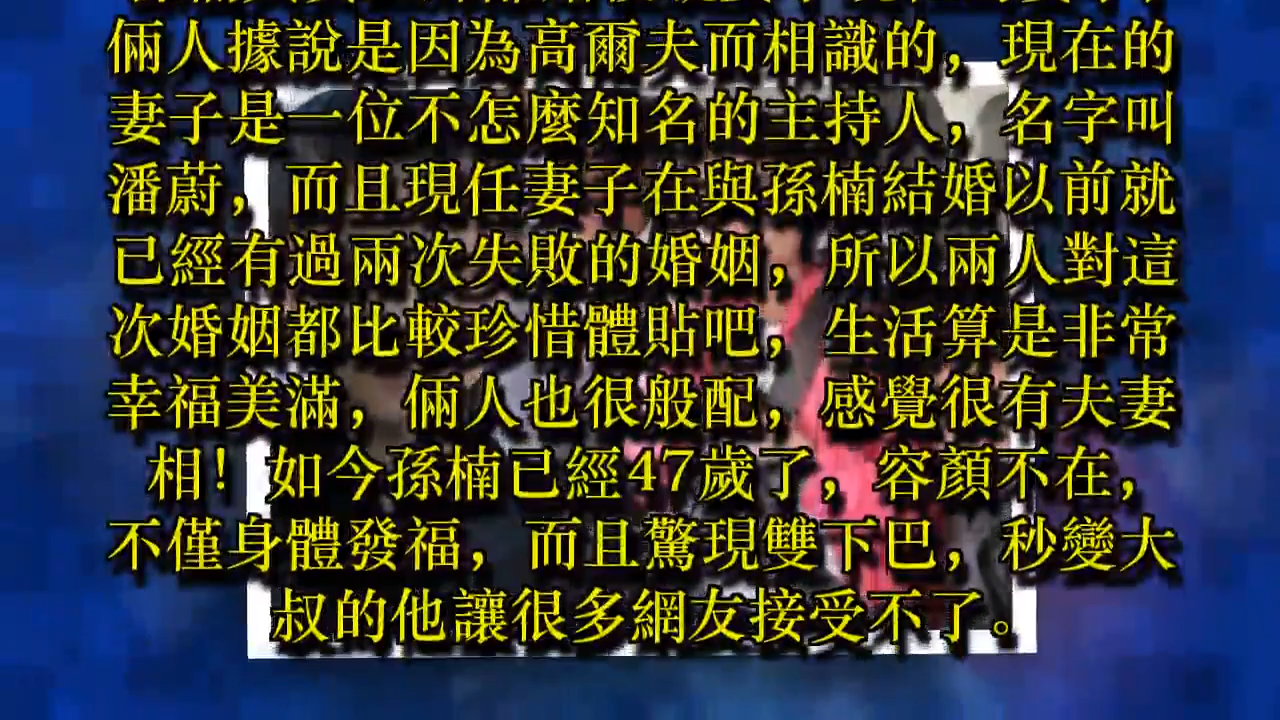 倆人據說是因為高爾夫而相識的，現在的
妻子是一位不怎麼知名的主持人，名字叫
潘蔚，而且現任妻子在與孫楠結婚以前就
已經有過兩次失敗的婚姻，所以兩人對這
次婚姻都比較珍惜體貼吧，生活算是非常
幸福美滿，倆人也很般配，感覺很有夫妻
相！如今孫楠已經47歲了，容顏不在，
不僅身體發福，而且驚現雙下巴，秒變大
叔的他讓很多網友接受不了。